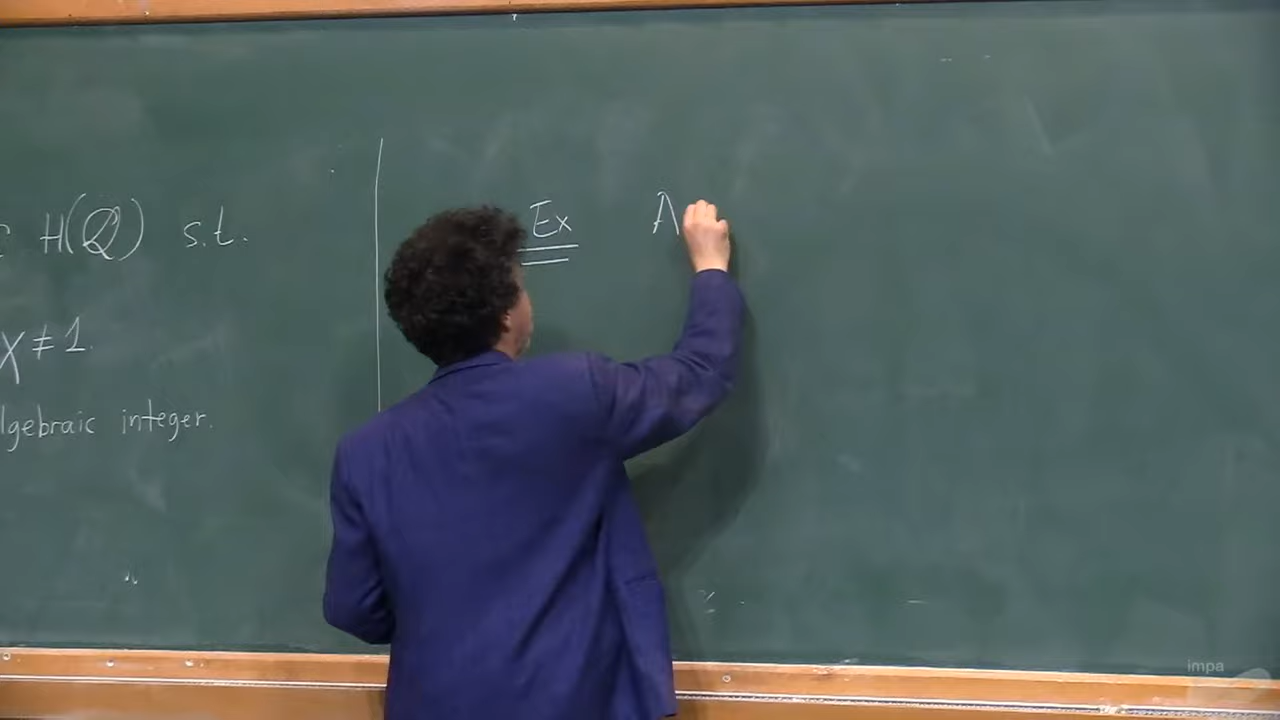 H(Q) s.t.
X ≠ 1.
lgebraic integer.
Ex A
impa